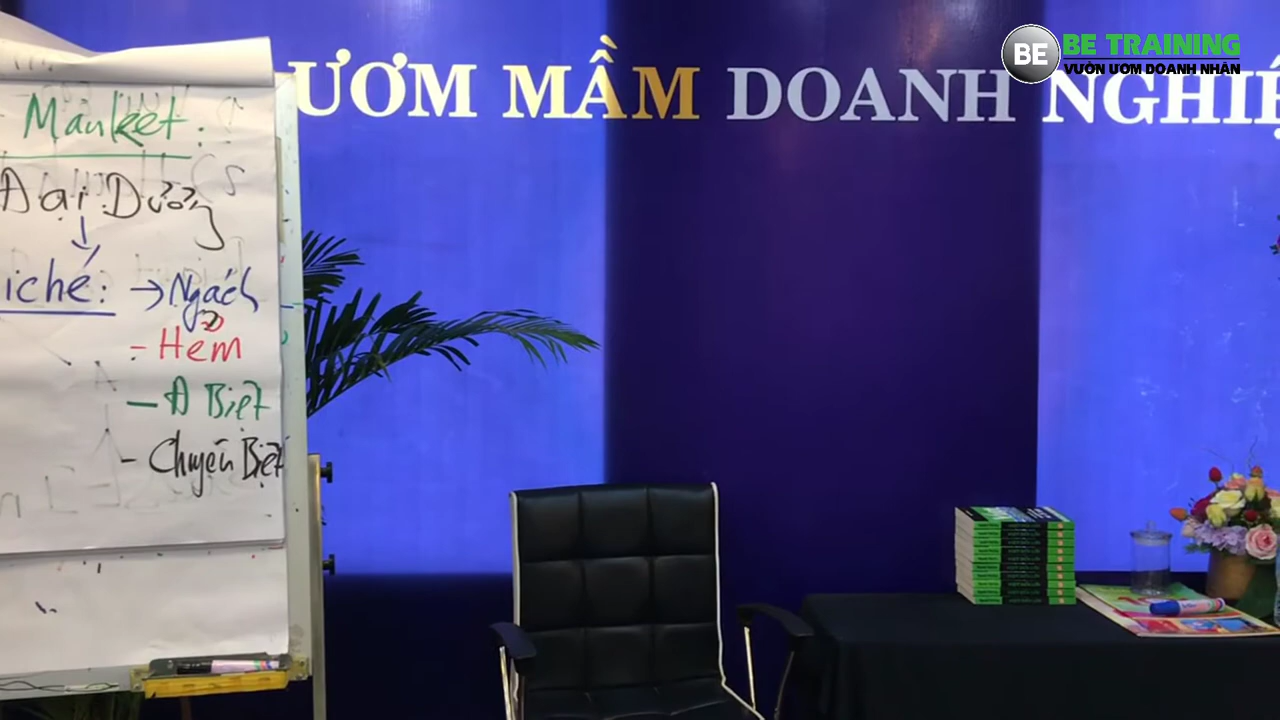 BE BE TRAINING
VƯỜN ƯƠM DOANH NHÂN
ƯƠM MẦM DOANH NGHIỆ
Market:
Đại Dương
iche: → Ngách
- Hẻm
- Đ Biệt
- Chuyên Biệt